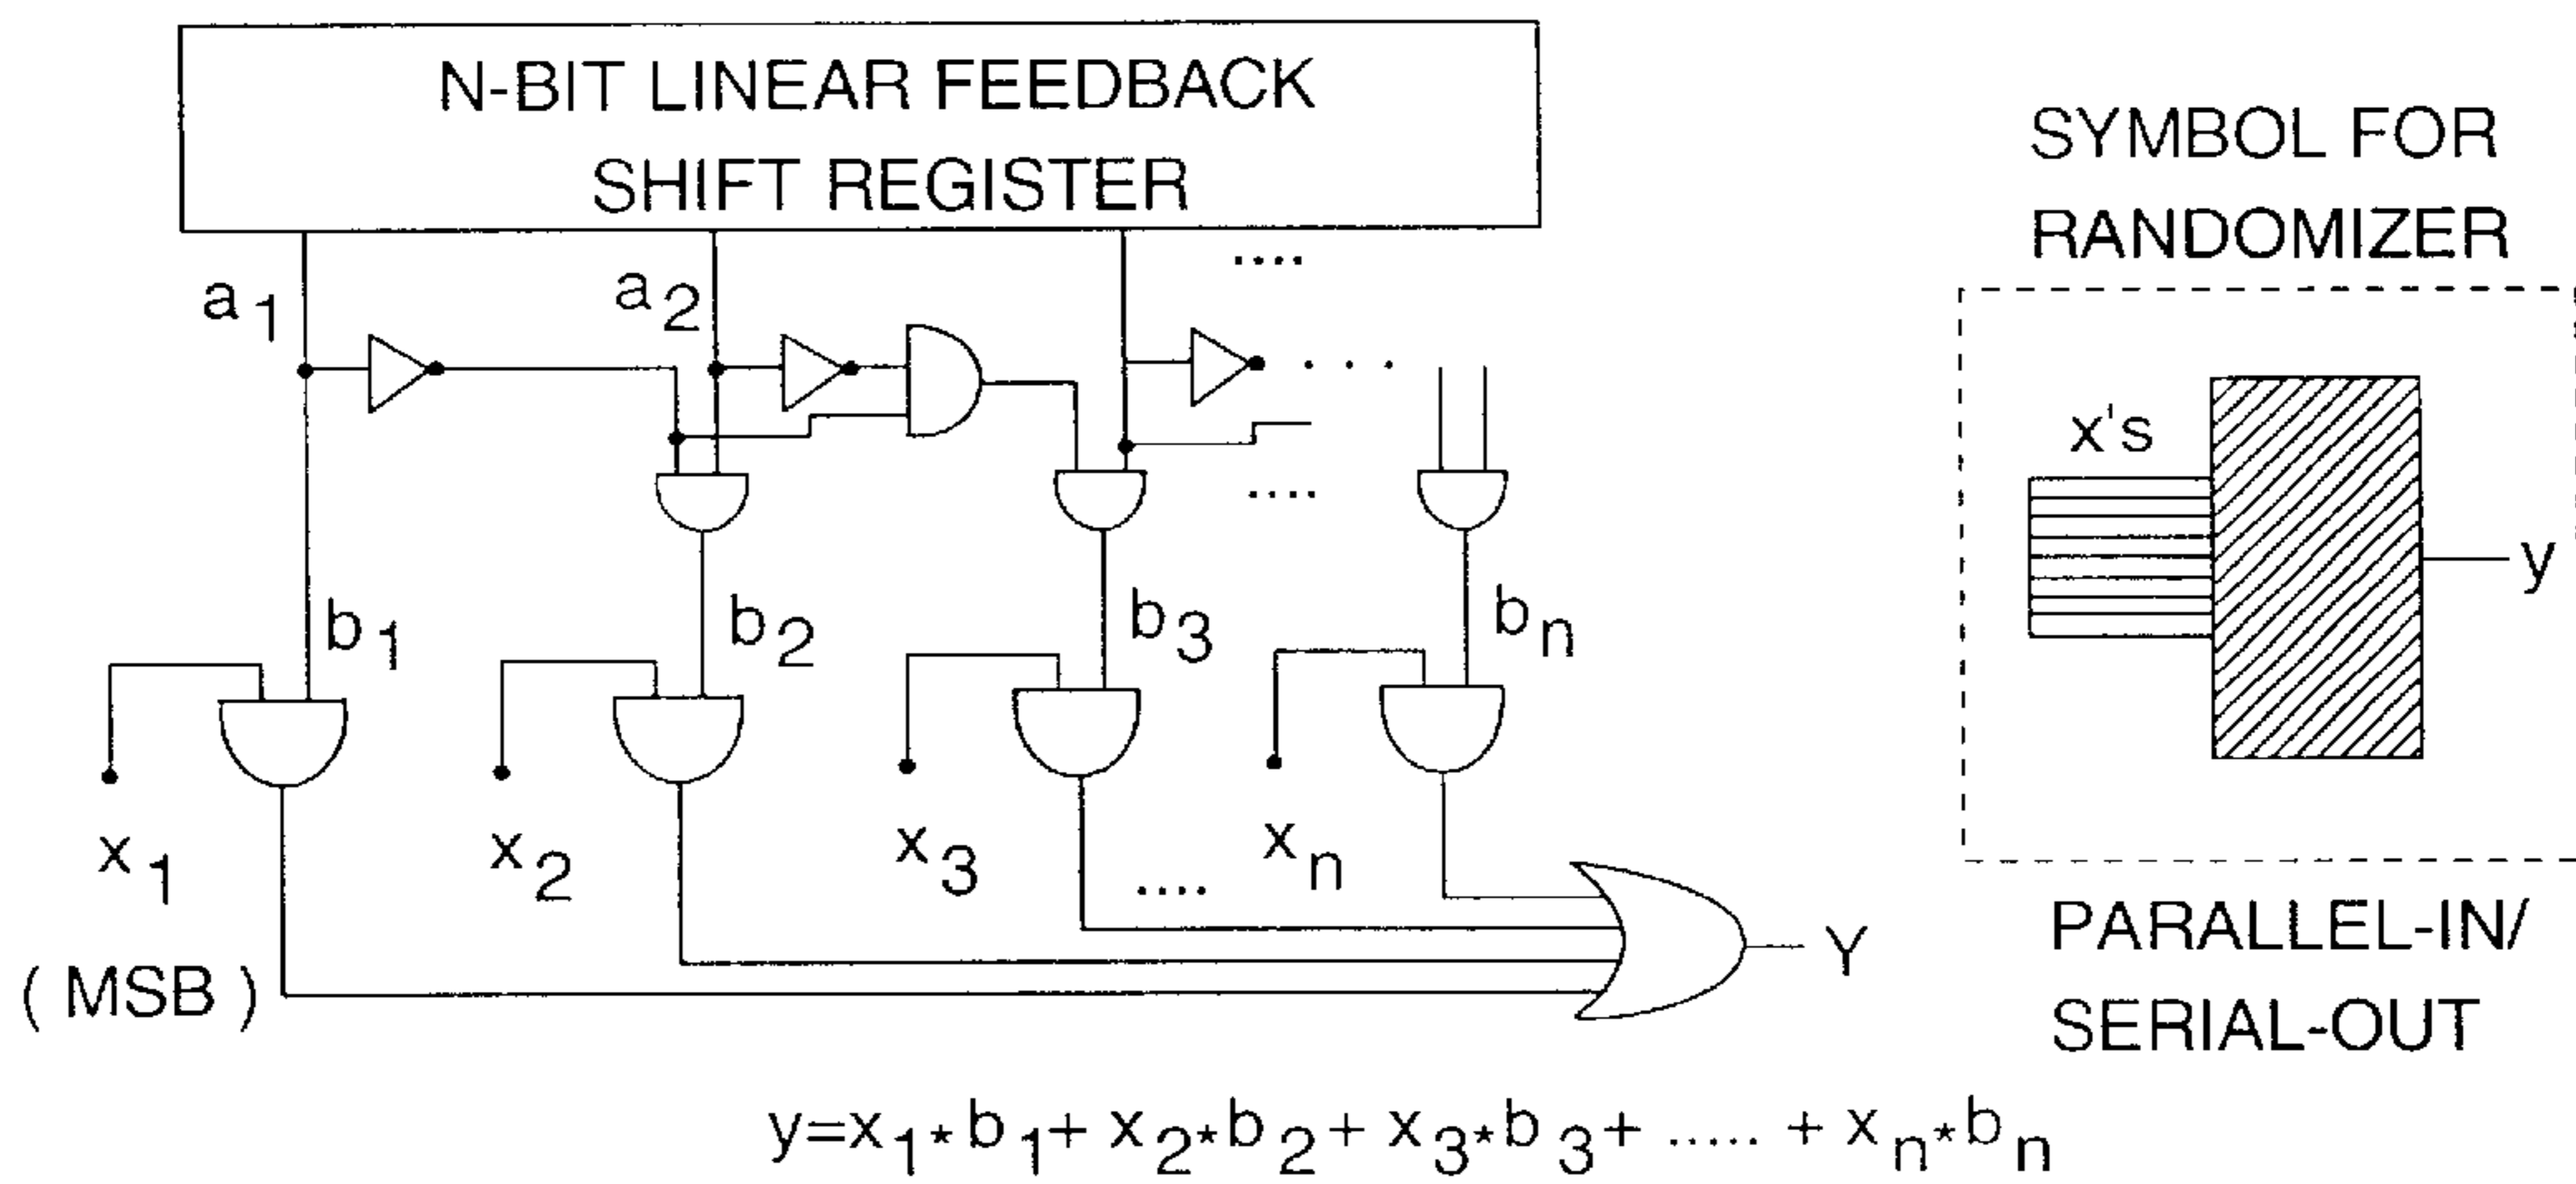 N-BIT LINEAR FEEDBACK
SHIFT REGISTER
SYMBOL FOR
RANDOMIZER
....
a1
a2
. . .
x's
....
y
b1
b2
b3
bn
x1
x2
x3
xn
....
(MSB)
Y
PARALLEL-IN/
SERIAL-OUT
y=x1*b1+ x2*b2+ x3*b3+ ..... + xn*bn